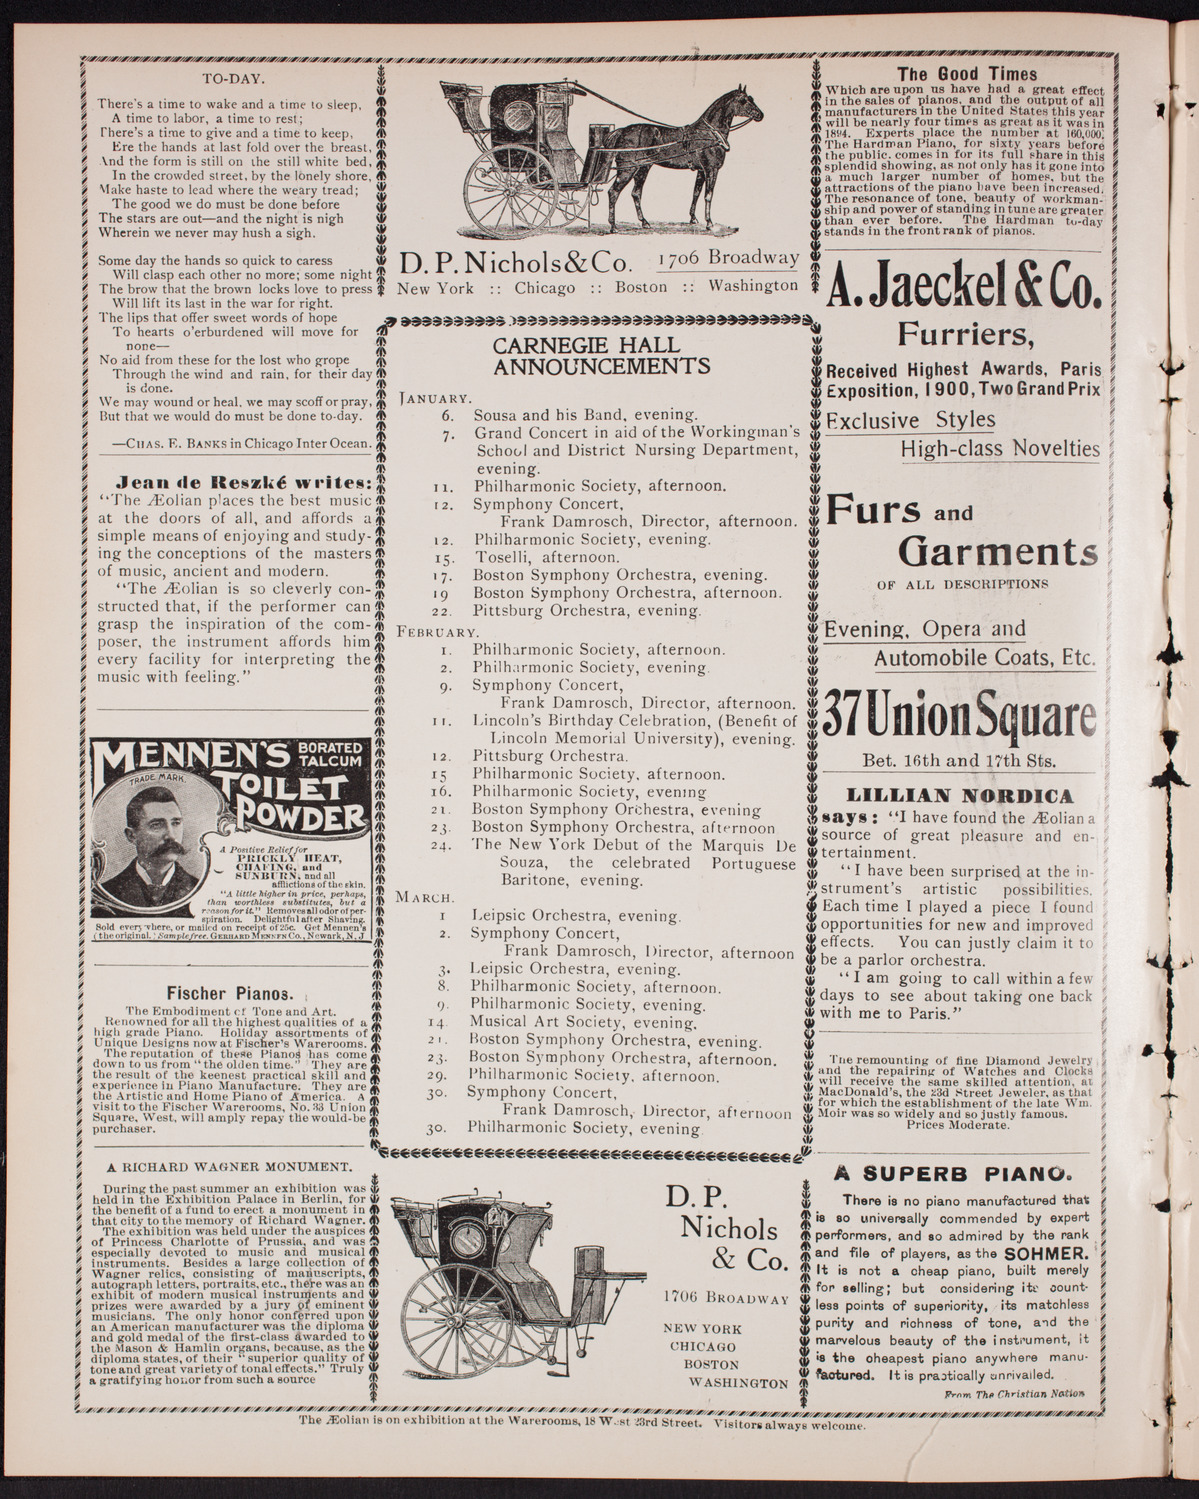 TO-DAY.
There's a time to wake and a time to sleep,
A time to labor, a time to rest;
There's a time to give and a time to keep,
Ere the hands at last fold over the breast,
And the form is still on the still white bed,
In the crowded street, by the lonely shore,
Make haste to lead where the weary tread;
The good we do must be done before
The stars are out—and the night is nigh
Wherein we never may hush a sigh.
Some day the hands so quick to caress
Will clasp each other no more; some night
The brow that the brown locks love to press
Will lift its last in the war for right.
The lips that offer sweet words of hope
To hearts o'erburdened will move for
none—
No aid from these for the lost who grope
Through the wind and rain, for their day
is done.
We may wound or heal, we may scoff or pray,
But that we would do must be done to-day.
—CHAS. E. BANKS in Chicago Inter Ocean.
Jean de Reszké writes:
"The Æolian places the best music
at the doors of all, and affords a
simple means of enjoying and study-
ing the conceptions of the masters
of music, ancient and modern.
"The Æolian is so cleverly con-
structed that, if the performer can
grasp the inspiration of the com-
poser, the instrument affords him
every facility for interpreting the
music with feeling."
MENNEN'S BORATED
TALCUM
TOILET
POWDER
TRADE MARK.
A Positive Relief for
PRICKLY HEAT,
CHAFING, and
SUNBURN, and all
afflictions of the skin.
"A little higher in price, perhaps,
than worthless substitutes, but a
reason for it." Removes all odor of per-
spiration. Delightful after Shaving.
Sold everywhere, or mailed on receipt of 25c. Get Mennen's
(the original.) Sample free. GERHARD MENNEN CO., Newark, N. J
Fischer Pianos.
The Embodiment of Tone and Art.
Renowned for all the highest qualities of a
high grade Piano. Holiday assortments of
Unique Designs now at Fischer's Warerooms.
The reputation of these Pianos has come
down to us from "the olden time." They are
the result of the keenest practical skill and
experience in Piano Manufacture. They are
the Artistic and Home Piano of America. A
visit to the Fischer Warerooms, No. 33 Union
Square, West, will amply repay the would-be
purchaser.
A RICHARD WAGNER MONUMENT.
During the past summer an exhibition was
held in the Exhibition Palace in Berlin, for
the benefit of a fund to erect a monument in
that city to the memory of Richard Wagner.
The exhibition was held under the auspices
of Princess Charlotte of Prussia, and was
especially devoted to music and musical
instruments. Besides a large collection of
Wagner relics, consisting of manuscripts,
autograph letters, portraits, etc., there was an
exhibit of modern musical instruments and
prizes were awarded by a jury of eminent
musicians. The only honor conferred upon
an American manufacturer was the diploma
and gold medal of the first-class awarded to
the Mason & Hamlin organs, because, as the
diploma states, of their "superior quality of
tone and great variety of tonal effects." Truly
a gratifying honor from such a source
D. P. Nichols & Co. 1706 Broadway
New York :: Chicago :: Boston :: Washington
CARNEGIE HALL
ANNOUNCEMENTS
JANUARY.
6. Sousa and his Band, evening.
7. Grand Concert in aid of the Workingman's
School and District Nursing Department,
evening.
11. Philharmonic Society, afternoon.
12. Symphony Concert,
Frank Damrosch, Director, afternoon.
12. Philharmonic Society, evening.
15. Toselli, afternoon.
17. Boston Symphony Orchestra, evening.
19 Boston Symphony Orchestra, afternoon.
22. Pittsburg Orchestra, evening.
FEBRUARY.
1. Philharmonic Society, afternoon.
2. Philharmonic Society, evening.
9. Symphony Concert,
Frank Damrosch, Director, afternoon.
11. Lincoln's Birthday Celebration, (Benefit of
Lincoln Memorial University), evening.
12. Pittsburg Orchestra.
15 Philharmonic Society, afternoon.
16. Philharmonic Society, evening
21. Boston Symphony Orchestra, evening
23. Boston Symphony Orchestra, afternoon
24. The New York Debut of the Marquis De
Souza, the celebrated Portuguese
Baritone, evening.
MARCH.
1 Leipsic Orchestra, evening.
2. Symphony Concert,
Frank Damrosch, Director, afternoon
3. Leipsic Orchestra, evening.
8. Philharmonic Society, afternoon.
9. Philharmonic Society, evening.
14. Musical Art Society, evening.
21. Boston Symphony Orchestra, evening.
23. Boston Symphony Orchestra, afternoon.
29. Philharmonic Society, afternoon.
30. Symphony Concert,
Frank Damrosch, Director, afternoon
30. Philharmonic Society, evening
D. P.
Nichols
& Co.
1706 BROADWAY
NEW YORK
CHICAGO
BOSTON
WASHINGTON
The Good Times
Which are upon us have had a great effect
in the sales of pianos, and the output of all
manufacturers in the United States this year
will be nearly four times as great as it was in
1894. Experts place the number at 160,000.
The Hardman Piano, for sixty years before
the public, comes in for its full share in this
splendid showing, as not only has it gone into
a much larger number of homes, but the
attractions of the piano have been increased.
The resonance of tone, beauty of workman-
ship and power of standing in tune are greater
than ever before. The Hardman to-day
stands in the front rank of pianos.
A. Jaeckel & Co.
Furriers,
Received Highest Awards, Paris
Exposition, 1900, Two Grand Prix
Exclusive Styles
High-class Novelties
Furs and
Garments
OF ALL DESCRIPTIONS
Evening, Opera and
Automobile Coats, Etc.
37 Union Square
Bet. 16th and 17th Sts.
LILLIAN NORDICA
says: "I have found the Æolian a
source of great pleasure and en-
tertainment.
"I have been surprised at the in-
strument's artistic possibilities.
Each time I played a piece I found
opportunities for new and improved
effects. You can justly claim it to
be a parlor orchestra.
"I am going to call within a few
days to see about taking one back
with me to Paris."
The remounting of fine Diamond Jewelry
and the repairing of Watches and Clocks
will receive the same skilled attention, at
MacDonald's, the 23d Street Jeweler, as that
for which the establishment of the late Wm.
Moir was so widely and so justly famous.
Prices Moderate.
A SUPERB PIANO.
There is no piano manufactured that
is so universally commended by expert
performers, and so admired by the rank
and file of players, as the SOHMER.
It is not a cheap piano, built merely
for selling; but considering its count-
less points of superiority, its matchless
purity and richness of tone, and the
marvelous beauty of the instrument, it
is the cheapest piano anywhere manu-
factured. It is practically unrivalled.
From The Christian Nation
The Æolian is on exhibition at the Warerooms, 18 West 23rd Street. Visitors always welcome.